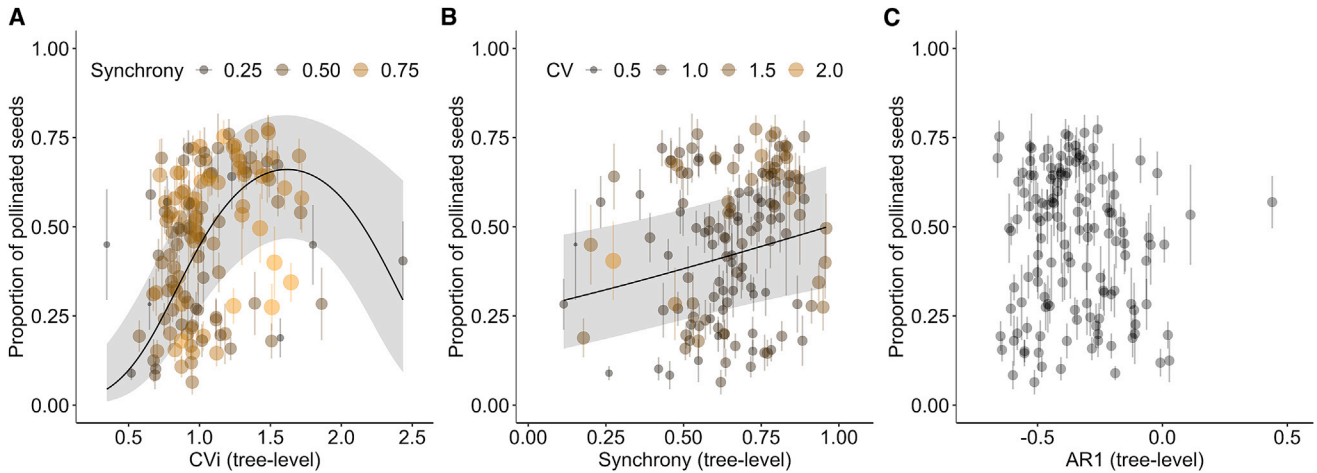 A
B
C
Synchrony 0.25 0.50 0.75
CV 0.5 1.0 1.5 2.0
Proportion of pollinated seeds
1.00
0.75
0.50
0.25
0.00
0.5 1.0 1.5 2.0 2.5
CVi (tree-level)
Proportion of pollinated seeds
1.00
0.75
0.50
0.25
0.00
0.00 0.25 0.50 0.75 1.00
Synchrony (tree-level)
Proportion of pollinated seeds
1.00
0.75
0.50
0.25
0.00
-0.5 0.0 0.5
AR1 (tree-level)